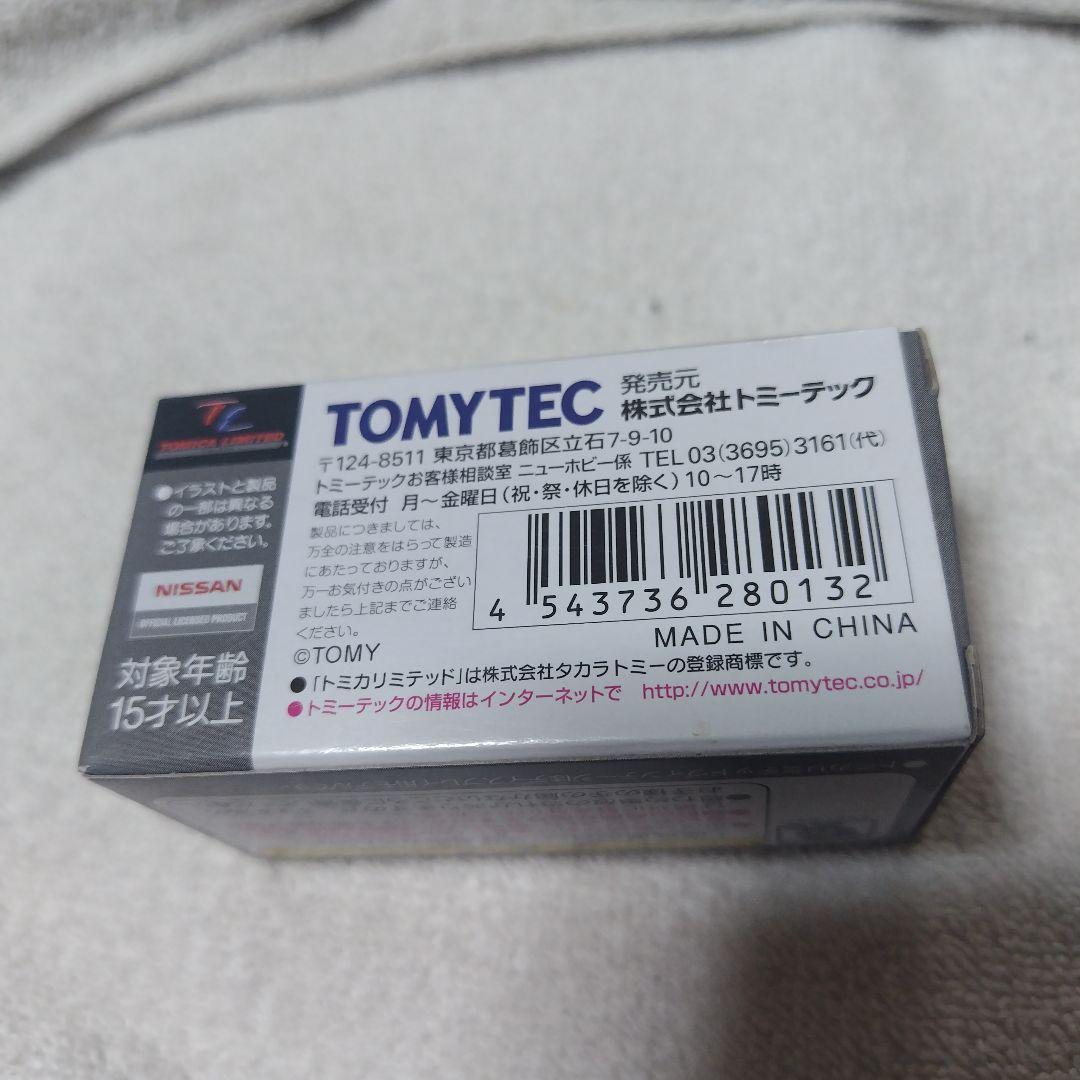 TC
TOMICA LIMITED
●イラストと製品
の一部は異なる
場合があります。
ご了承ください。
NISSAN
OFFICIAL LICENSED PRODUCT
対象年齢
15才以上
TOMYTEC 発売元
株式会社トミーテック
〒124-8511 東京都葛飾区立石7-9-10
トミーテックお客様相談室 ニューホビー係 TEL 03(3695)3161(代)
電話受付 月～金曜日(祝・祭・休日を除く)10～17時
製品につきましては、
万全の注意をはらって製造
にあたっておりますが、
万一お気付きの点がござい
ましたら上記までご連絡
ください。
©TOMY
4 543736 280132
MADE IN CHINA
●「トミカリミテッド」は株式会社タカラトミーの登録商標です。
●トミーテックの情報はインターネットで http://www.tomytec.co.jp/